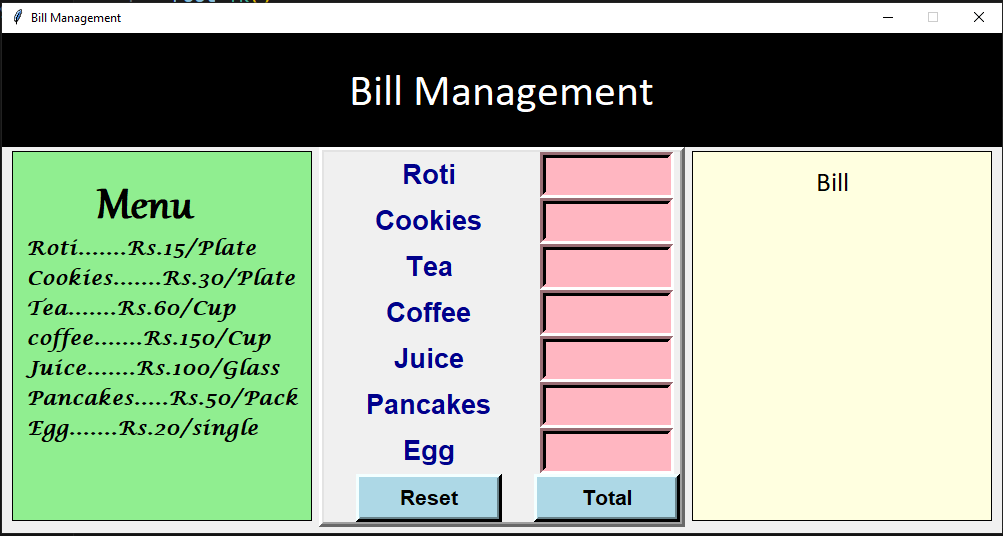 Bill Management
Bill Management
Menu
Roti.......Rs.15/Plate
Cookies.......Rs.30/Plate
Tea.......Rs.60/Cup
coffee.......Rs.150/Cup
Juice.......Rs.100/Glass
Pancakes.....Rs.50/Pack
Egg.......Rs.20/single
Roti
Cookies
Tea
Coffee
Juice
Pancakes
Egg
Reset
Total
Bill